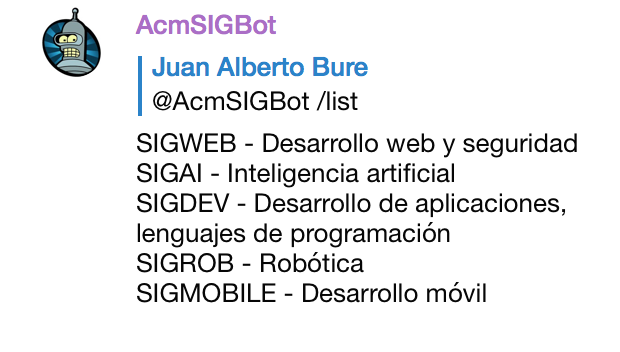 AcmSIGBot
Juan Alberto Bure
@AcmSIGBot /list
SIGWEB - Desarrollo web y seguridad
SIGAI - Inteligencia artificial
SIGDEV - Desarrollo de aplicaciones,
lenguajes de programación
SIGROB - Robótica
SIGMOBILE - Desarrollo móvil